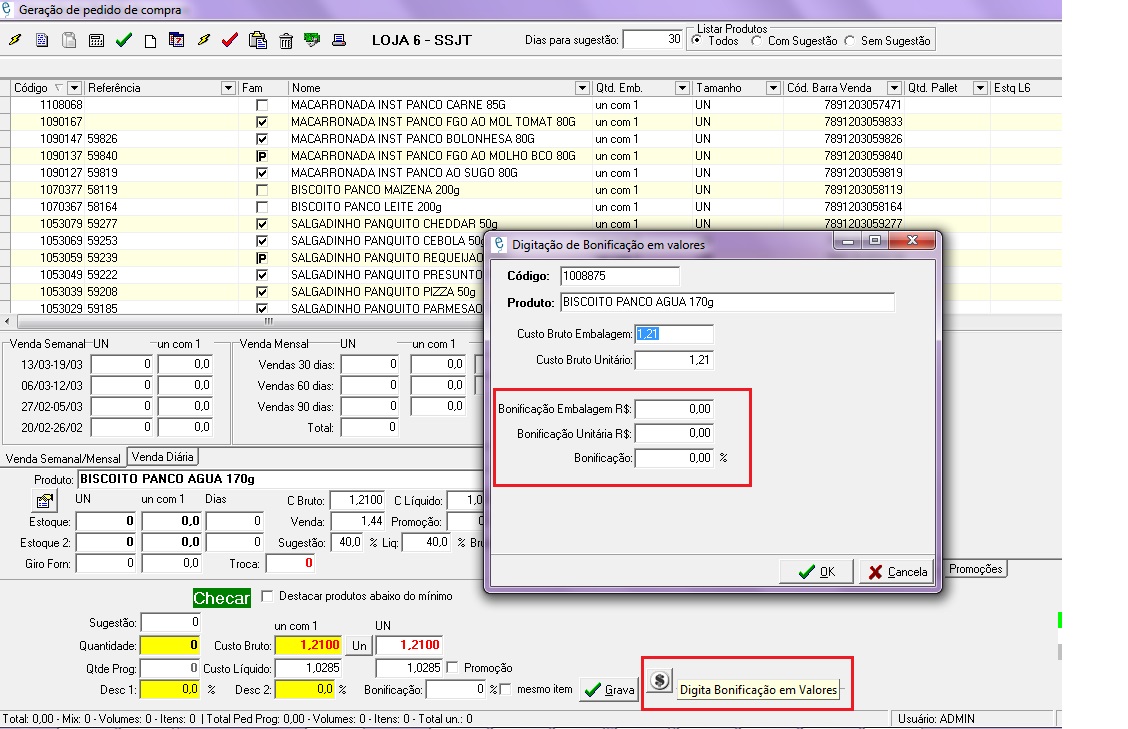 Geração de pedido de compra
LOJA 6 - SSJT
Dias para sugestão: 30
Listar Produtos
Todos Com Sugestão Sem Sugestão
Código Referência Fam Nome Qtd. Emb. Tamanho Cód. Barra Venda Qtd. Pallet Estq L6
1108068 MACARRONADA INST PANCO CARNE 85G un com 1 UN 7891203057471
1090167 MACARRONADA INST PANCO FGO AO MOL TOMAT 80G un com 1 UN 7891203059833
1090147 59826 MACARRONADA INST PANCO BOLONHESA 80G un com 1 UN 7891203059826
1090137 59840 P MACARRONADA INST PANCO FGO AO MOLHO BCO 80G un com 1 UN 7891203059840
1090127 59819 MACARRONADA INST PANCO AO SUGO 80G un com 1 UN 7891203059819
1070377 58119 BISCOITO PANCO MAIZENA 200g un com 1 UN 7891203058119
1070367 58164 BISCOITO PANCO LEITE 200g un com 1 UN 7891203058164
1053079 59277 SALGADINHO PANQUITO CHEDDAR 50g un com 1 UN 7891203059277
1053069 59253 SALGADINHO PANQUITO CEBOLA 50g
1053059 59239 P SALGADINHO PANQUITO REQUEIJAO
1053049 59222 SALGADINHO PANQUITO PRESUNTO
1053039 59208 SALGADINHO PANQUITO PIZZA 50g
1053029 59185 SALGADINHO PANQUITO PARMESAO
Digitação de Bonificação em valores
Código: 1008875
Produto: BISCOITO PANCO AGUA 170g
Custo Bruto Embalagem: 1,21
Custo Bruto Unitário: 1,21
Bonificação Embalagem R$: 0,00
Bonificação Unitária R$: 0,00
Bonificação: 0,00 %
OK Cancela
Venda Semanal UN un com 1
13/03-19/03 0 0,0
06/03-12/03 0 0,0
27/02-05/03 0 0,0
20/02-26/02 0 0,0
Venda Mensal UN un com 1
Vendas 30 dias: 0 0,0
Vendas 60 dias: 0 0,0
Vendas 90 dias: 0 0,0
Total: 0
Venda Semanal/Mensal Venda Diária
Produto: BISCOITO PANCO AGUA 170g
UN un com 1 Dias C Bruto: 1,2100 C Líquido: 1,0
Estoque: 0 0,0 0 Venda: 1,44 Promoção: 0
Estoque 2: 0 0,0 0 Sugestão: 40,0 % Liq: 40,0 % Bru
Giro Forn: 0 0,0 Troca: 0
Promoções
Checar Destacar produtos abaixo do mínimo
Sugestão: 0 un com 1 UN
Quantidade: 0 Custo Bruto: 1,2100 Un 1,2100
Qtde Prog: 0 Custo Líquido: 1,0285 1,0285 Promoção
Desc 1: 0,0 % Desc 2: 0,0 % Bonificação: 0 % mesmo item Grava
$ Digita Bonificação em Valores
Total: 0,00 - Mix: 0 - Volumes: 0 - Itens: 0 | Total Ped Prog: 0,00 - Volumes: 0 - Itens: 0 - Total un.: 0 Usuário: ADMIN